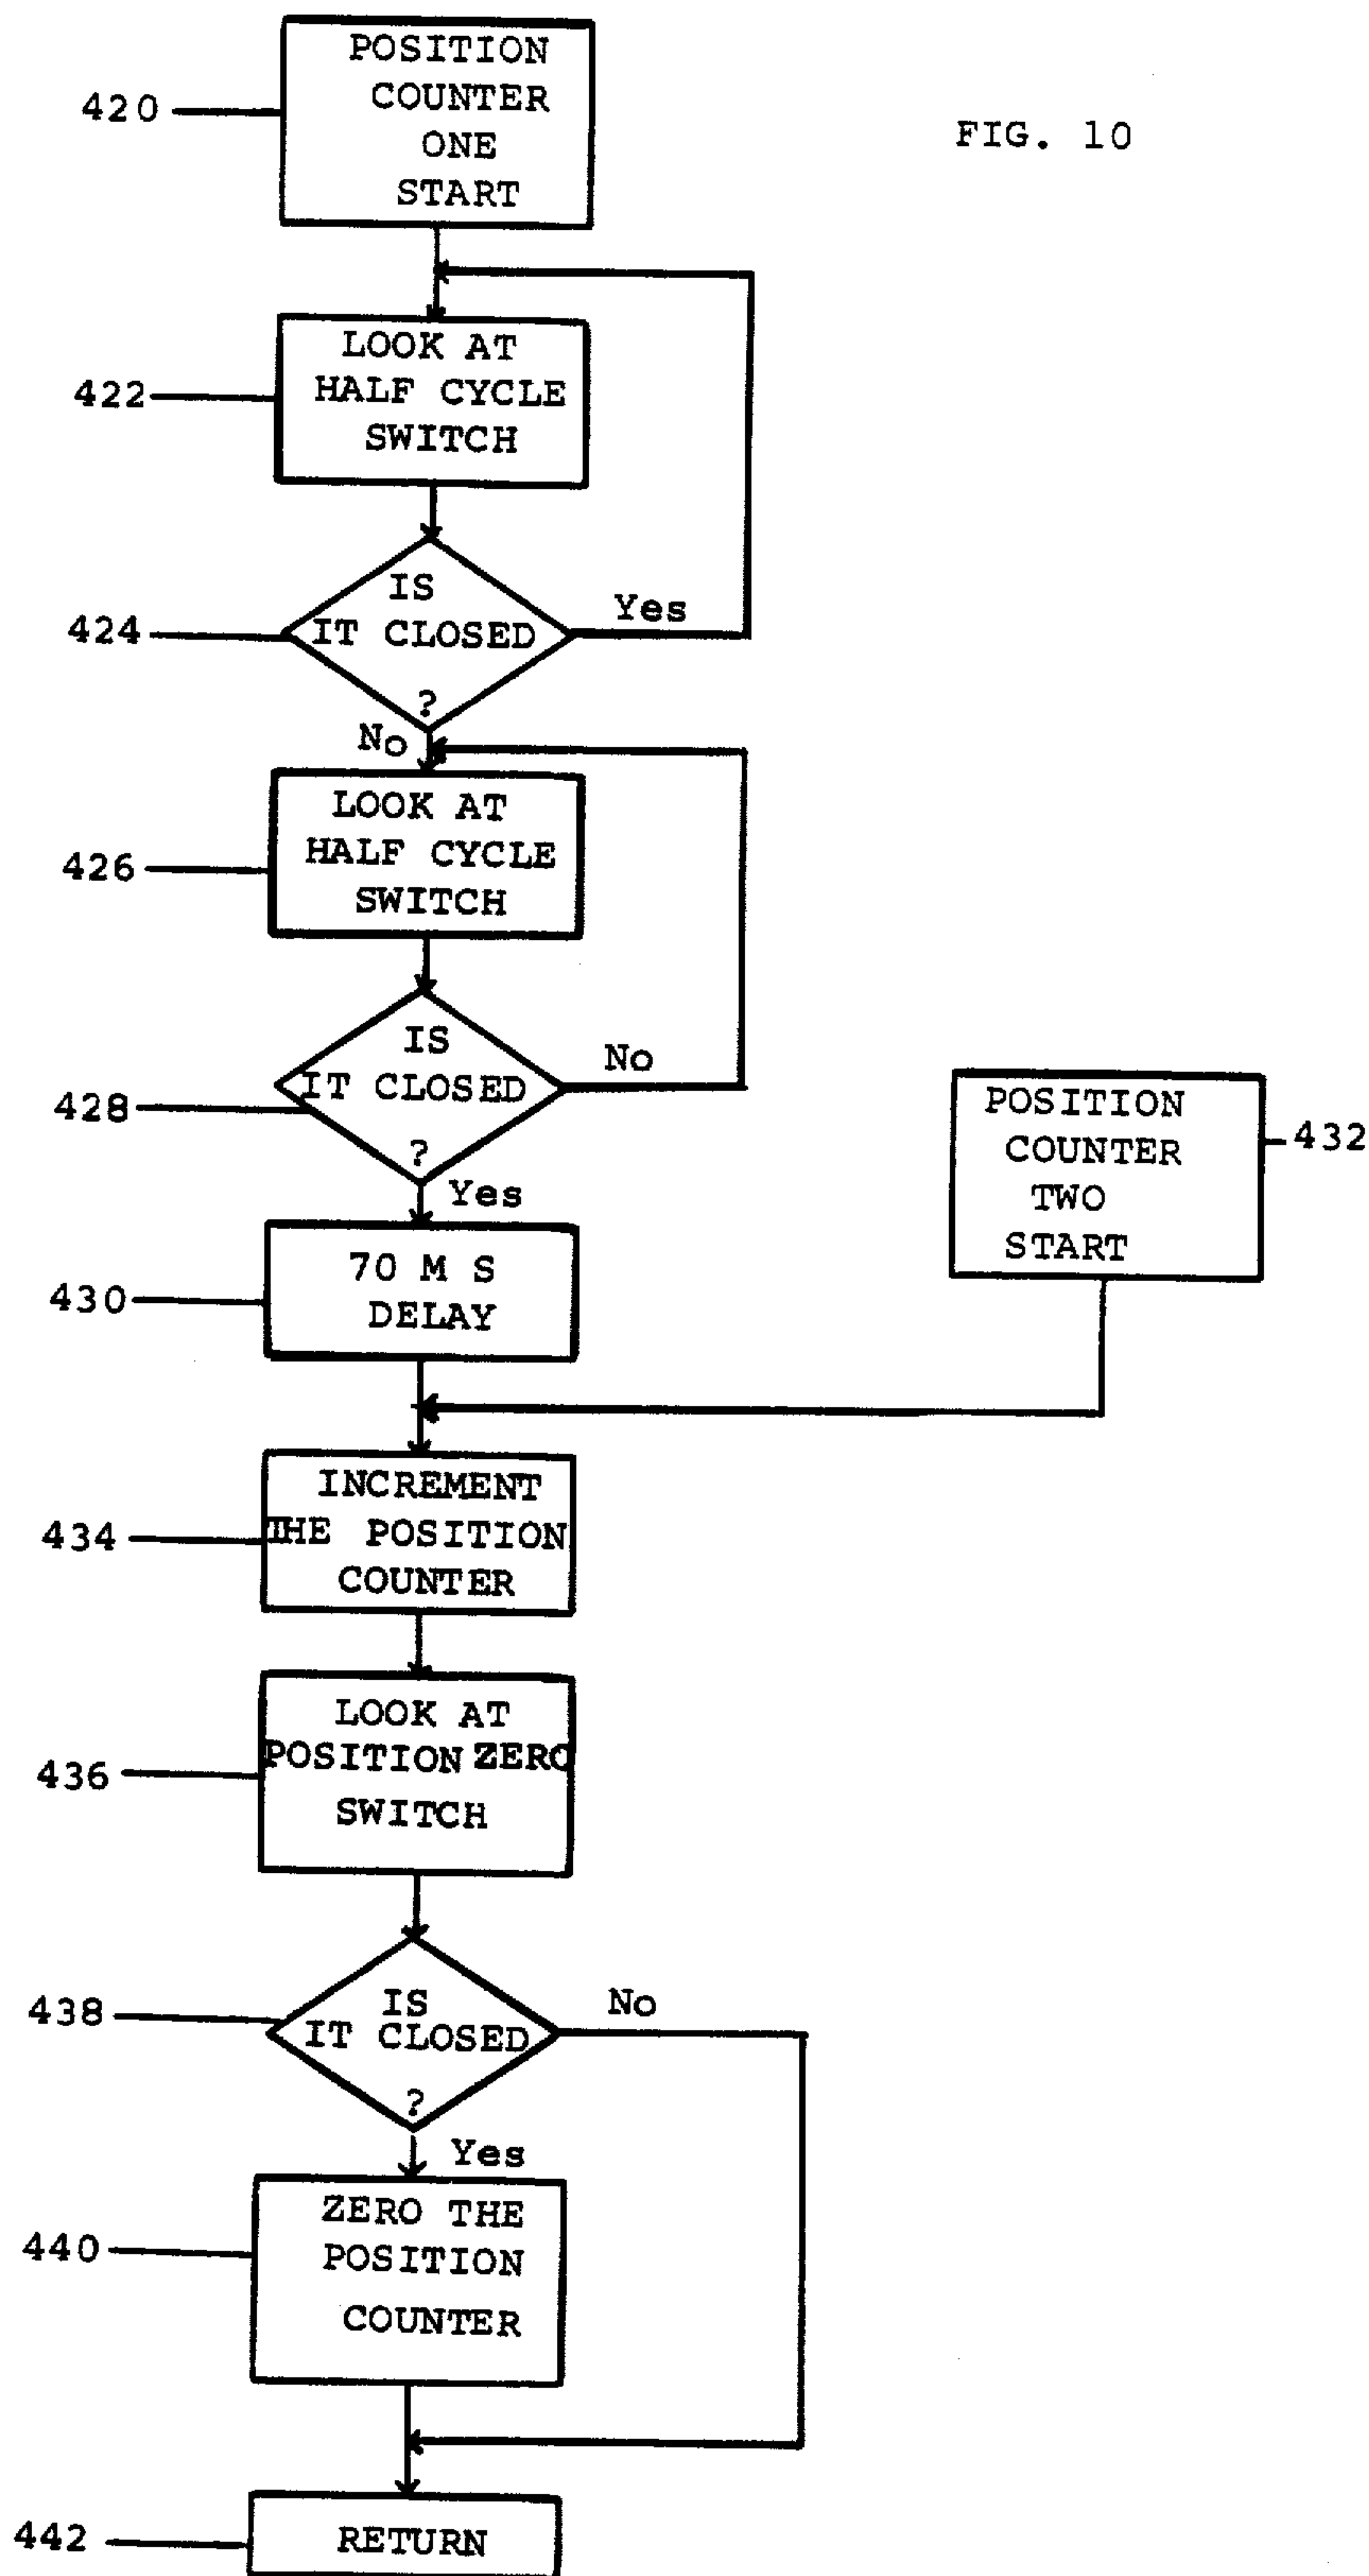 FIG. 10
420
POSITION
COUNTER
ONE
START
422
LOOK AT
HALF CYCLE
SWITCH
424
IS
IT CLOSED
?
Yes
No
426
LOOK AT
HALF CYCLE
SWITCH
428
IS
IT CLOSED
?
No
Yes
430
70 M S
DELAY
POSITION
COUNTER
TWO
START
432
434
INCREMENT
THE POSITION
COUNTER
436
LOOK AT
POSITION ZERO
SWITCH
438
IS
IT CLOSED
?
No
Yes
440
ZERO THE
POSITION
COUNTER
442
RETURN